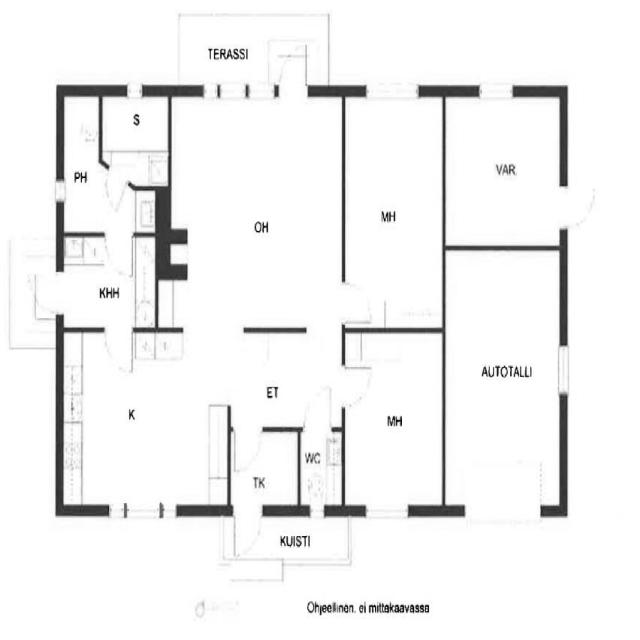 TERASSI
S
PH
VAR
MH
OH
KHH
AUTOTALLI
ET
K
MH
WC
TK
KUISTI
Ohjeellinen. ei mittakaavassa